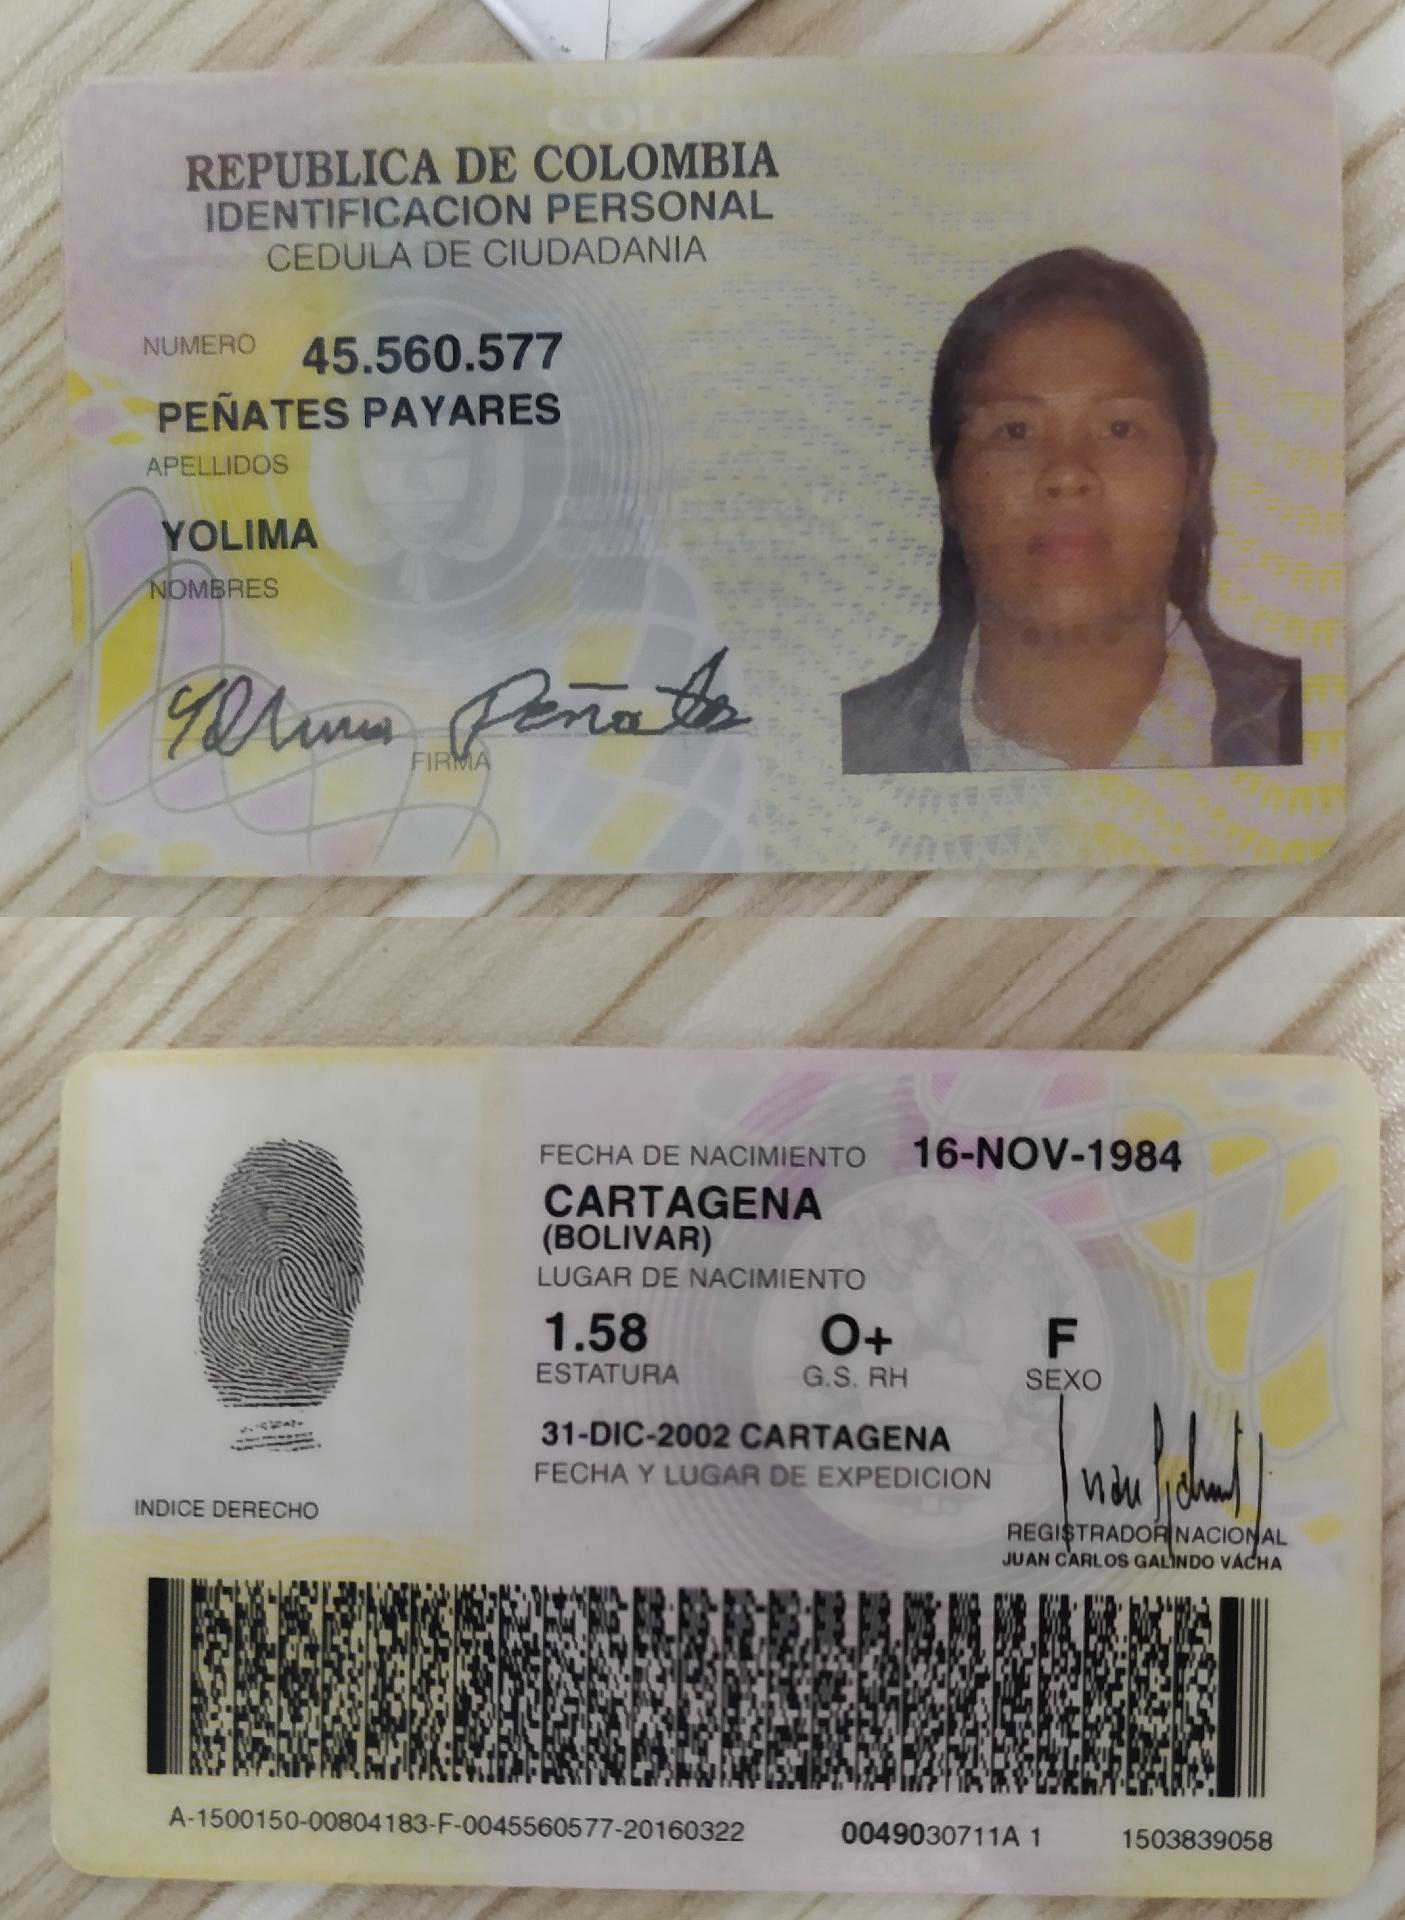 REPUBLICA DE COLOMBIA
IDENTIFICACION PERSONAL
CEDULA DE CIUDADANIA
NUMERO 45.560.577
PEÑATES PAYARES
APELLIDOS
YOLIMA
NOMBRES
Yolima Peñates
FIRMA
FECHA DE NACIMIENTO 16-NOV-1984
CARTAGENA
(BOLIVAR)
LUGAR DE NACIMIENTO
1.58 O+ F
ESTATURA G.S. RH SEXO
31-DIC-2002 CARTAGENA
FECHA Y LUGAR DE EXPEDICION
INDICE DERECHO
REGISTRADOR NACIONAL
JUAN CARLOS GALINDO VÁCHA
A-1500150-00804183-F-0045560577-20160322 0049030711A 1 1503839058